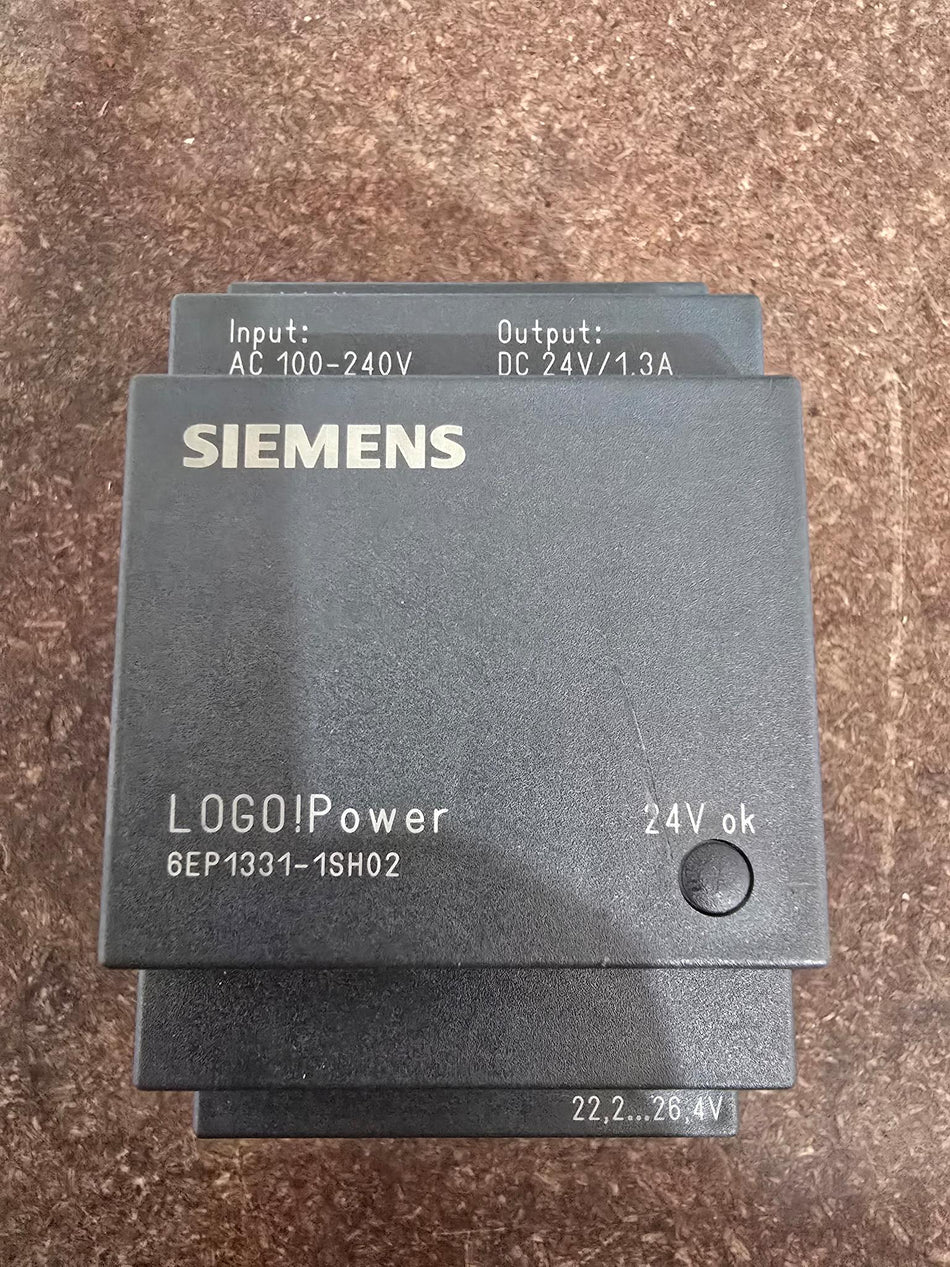 Input:
AC 100-240V
Output:
DC 24V/1.3A
SIEMENS
LOGO!Power
6EP1331-1SH02
24V ok
22,2...26,4V